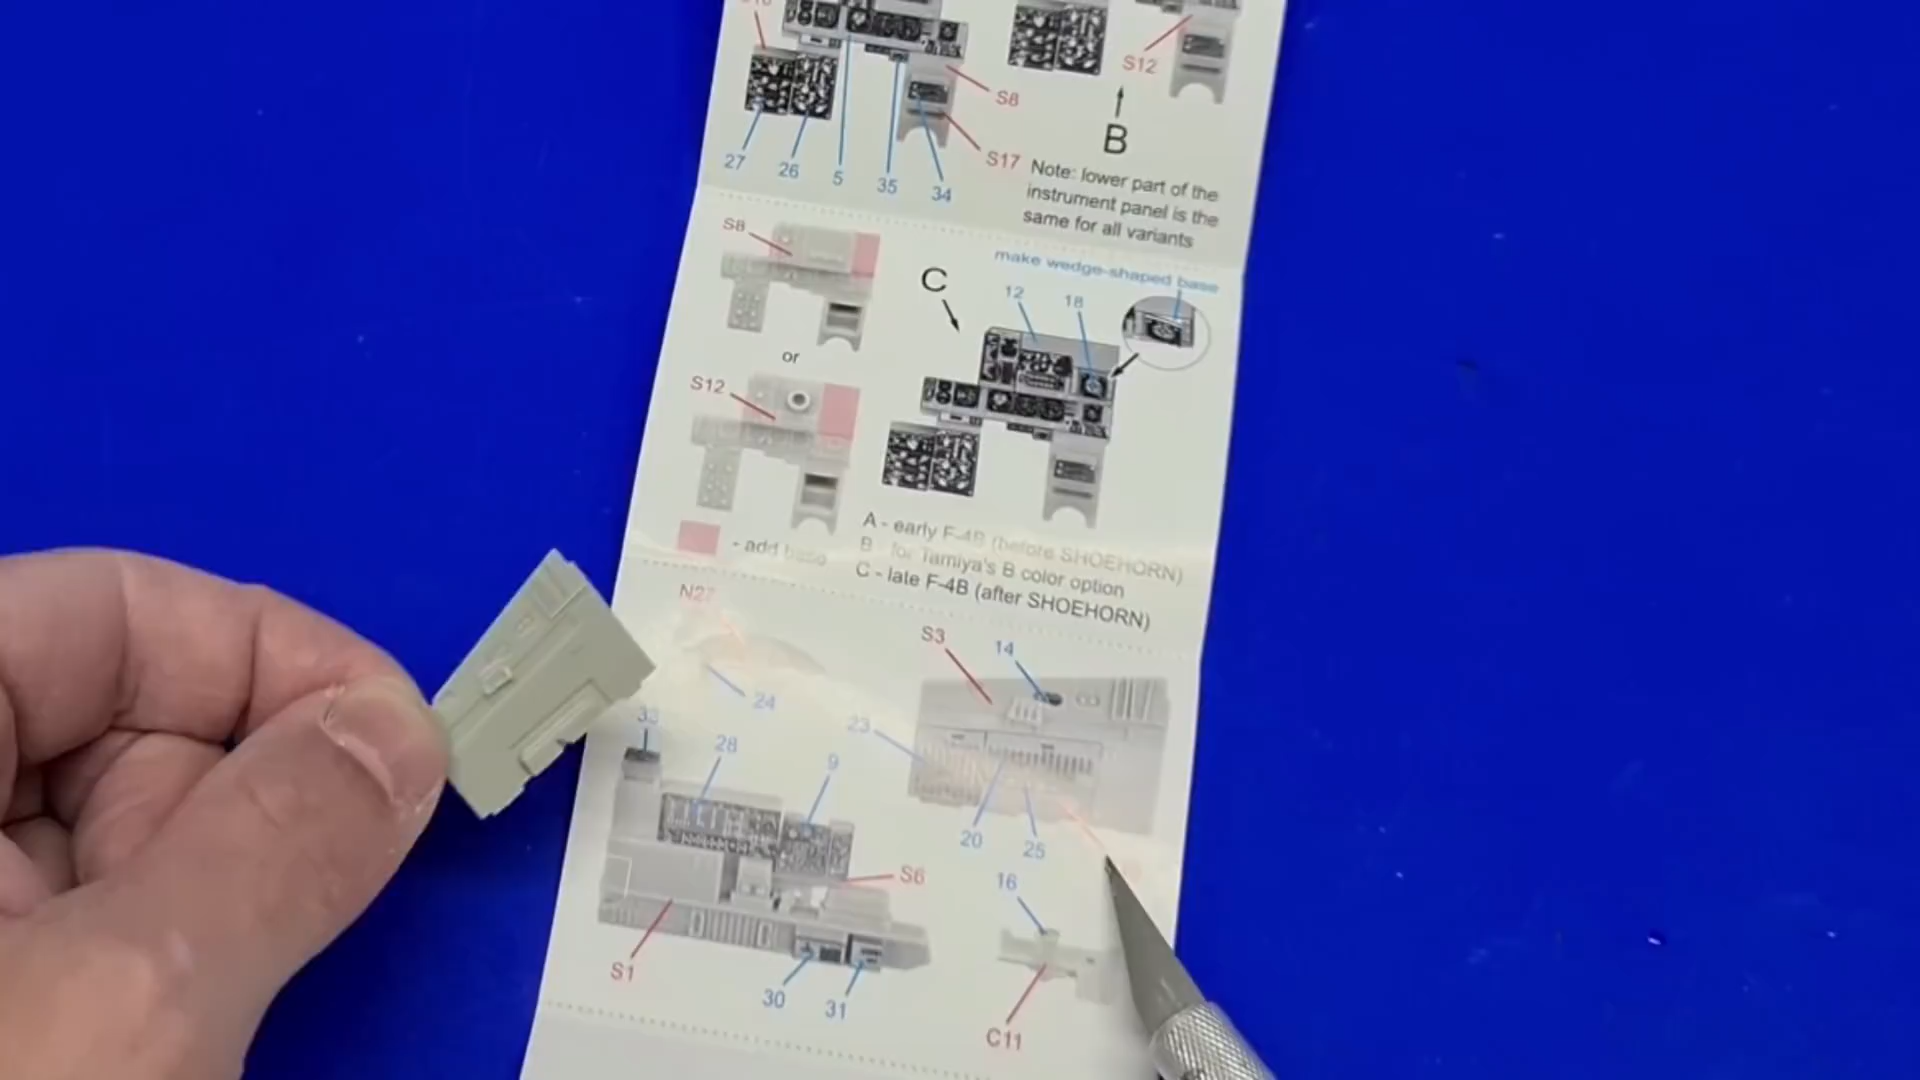 S12
S8
B
27
26
5
35
34
S17
Note: lower part of the
instrument panel is the
same for all variants
S8
make wedge-shaped base
C
12
18
or
S12
- add base
A - early F-4B (before SHOEHORN)
B for Tamiya's B color option
C - late F-4B (after SHOEHORN)
N27
S3
14
24
33
28
23
9
20
25
S6
16
S1
30
31
C11